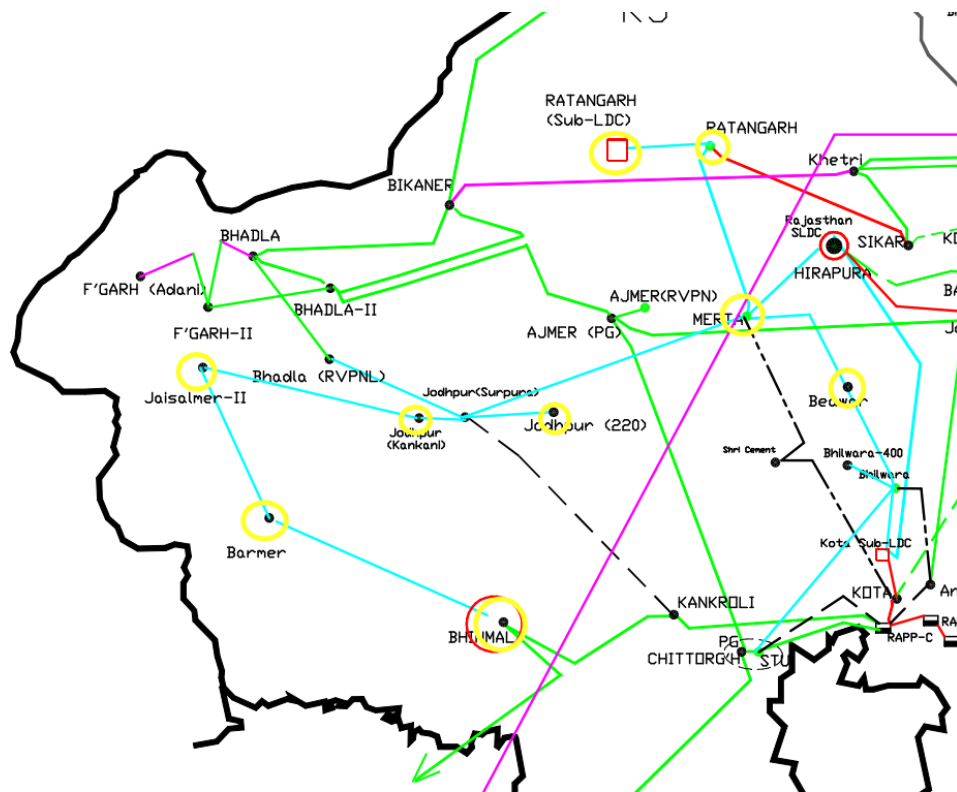 RATANGARH
(Sub-LDC)
RATANGARH
Khetri
BIKANER
Rajasthan
SLDC
SIKAR
HIRAPURA
BHADLA
F'GARH (Adani)
BHADLA-II
AJMER(RVPN)
MERTA
F'GARH-II
AJMER (PG)
Bhadla (RVPNL)
Jaisalmer-II
Jodhpur(Surpura)
Beawar
Jodhpur
(Kankani)
Jodhpur (220)
Shri Cement
Bhilwara-400
Bhilwara
Barmer
Kota Sub-LDC
KOTA
KANKROLI
BHINMAL
RAPP-C
PG
CHITTORGH
STU